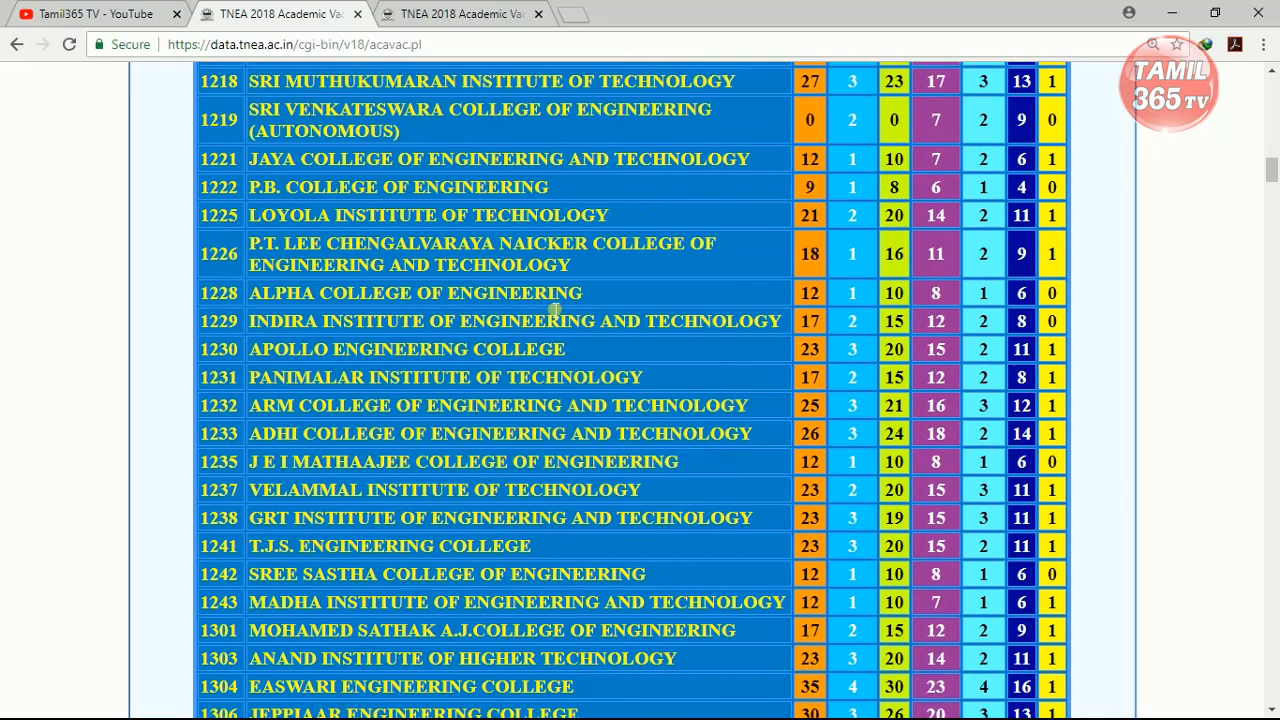 Tamil365 TV - YouTube
TNEA 2018 Academic Vac
TNEA 2018 Academic Vac
Secure
https://data.tnea.ac.in/cgi-bin/v18/acavac.pl
TAMIL
365 TV
1218 SRI MUTHUKUMARAN INSTITUTE OF TECHNOLOGY 27 3 23 17 3 13 1
1219 SRI VENKATESWARA COLLEGE OF ENGINEERING
(AUTONOMOUS) 0 2 0 7 2 9 0
1221 JAYA COLLEGE OF ENGINEERING AND TECHNOLOGY 12 1 10 7 2 6 1
1222 P.B. COLLEGE OF ENGINEERING 9 1 8 6 1 4 0
1225 LOYOLA INSTITUTE OF TECHNOLOGY 21 2 20 14 2 11 1
1226 P.T. LEE CHENGALVARAYA NAICKER COLLEGE OF
ENGINEERING AND TECHNOLOGY 18 1 16 11 2 9 1
1228 ALPHA COLLEGE OF ENGINEERING 12 1 10 8 1 6 0
1229 INDIRA INSTITUTE OF ENGINEERING AND TECHNOLOGY 17 2 15 12 2 8 0
1230 APOLLO ENGINEERING COLLEGE 23 3 20 15 2 11 1
1231 PANIMALAR INSTITUTE OF TECHNOLOGY 17 2 15 12 2 8 1
1232 ARM COLLEGE OF ENGINEERING AND TECHNOLOGY 25 3 21 16 3 12 1
1233 ADHI COLLEGE OF ENGINEERING AND TECHNOLOGY 26 3 24 18 2 14 1
1235 J E I MATHAAJEE COLLEGE OF ENGINEERING 12 1 10 8 1 6 0
1237 VELAMMAL INSTITUTE OF TECHNOLOGY 23 2 20 15 3 11 1
1238 GRT INSTITUTE OF ENGINEERING AND TECHNOLOGY 23 3 19 15 3 11 1
1241 T.J.S. ENGINEERING COLLEGE 23 3 20 15 2 11 1
1242 SREE SASTHA COLLEGE OF ENGINEERING 12 1 10 8 1 6 0
1243 MADHA INSTITUTE OF ENGINEERING AND TECHNOLOGY 12 1 10 7 1 6 1
1301 MOHAMED SATHAK A.J.COLLEGE OF ENGINEERING 17 2 15 12 2 9 1
1303 ANAND INSTITUTE OF HIGHER TECHNOLOGY 23 3 20 14 2 11 1
1304 EASWARI ENGINEERING COLLEGE 35 4 30 23 4 16 1
1306 JEPPIAAR ENGINEERING COLLEGE 30 3 26 20 3 13 1